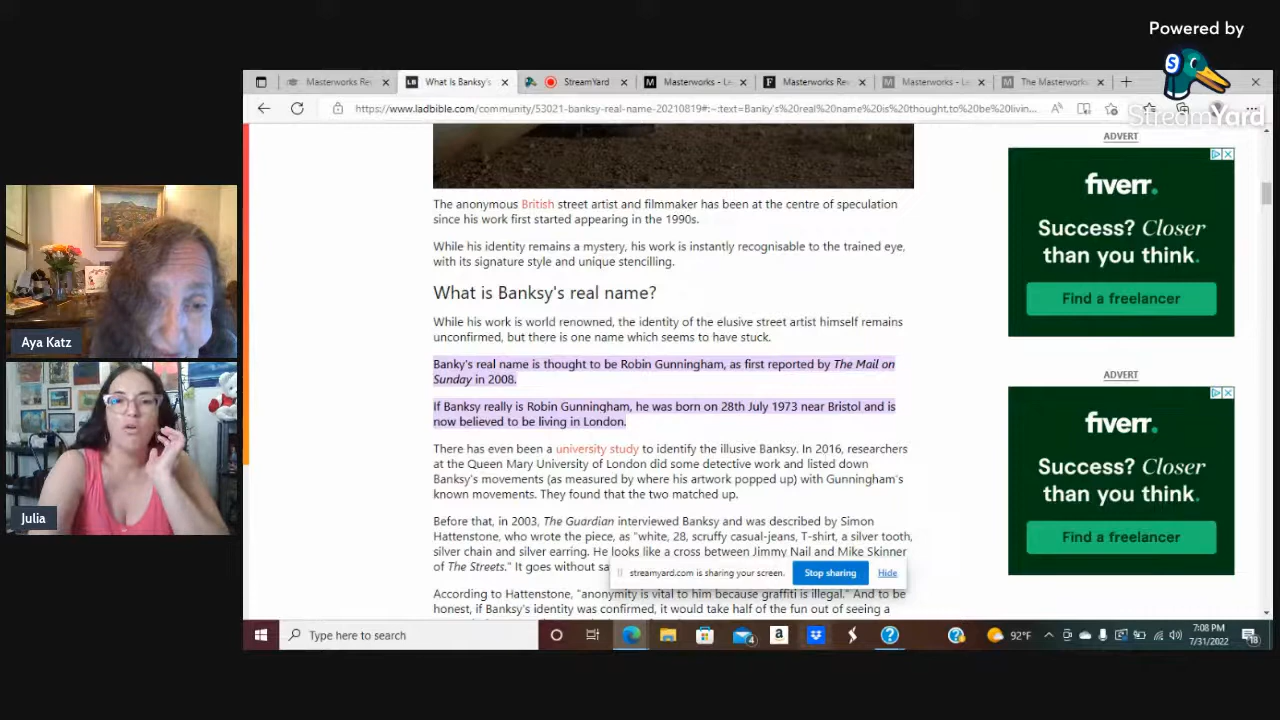 Powered by
StreamYard
Masterworks Re
What Is Banksy's
StreamYard
Masterworks - Le
Masterworks Rev
Masterworks - Le
The Masterworks
https://www.ladbible.com/community/53021-banksy-real-name-20210819#:~:text=Banky's%20real%20name%20is%20thought,to%20be%20livin...
The anonymous British street artist and filmmaker has been at the centre of speculation
since his work first started appearing in the 1990s.
While his identity remains a mystery, his work is instantly recognisable to the trained eye,
with its signature style and unique stencilling.
What is Banksy's real name?
While his work is world renowned, the identity of the elusive street artist himself remains
unconfirmed, but there is one name which seems to have stuck.
Banky's real name is thought to be Robin Gunningham, as first reported by The Mail on
Sunday in 2008.
If Banksy really is Robin Gunningham, he was born on 28th July 1973 near Bristol and is
now believed to be living in London.
There has even been a university study to identify the illusive Banksy. In 2016, researchers
at the Queen Mary University of London did some detective work and listed down
Banksy's movements (as measured by where his artwork popped up) with Gunningham's
known movements. They found that the two matched up.
Before that, in 2003, The Guardian interviewed Banksy and was described by Simon
Hattenstone, who wrote the piece, as "white, 28, scruffy casual-jeans, T-shirt, a silver tooth,
silver chain and silver earring. He looks like a cross between Jimmy Nail and Mike Skinner
of The Streets." It goes without sa
streamyard.com is sharing your screen.
Stop sharing
Hide
According to Hattenstone, "anonymity is vital to him because graffiti is illegal." And to be
honest, if Banksy's identity was confirmed, it would take half of the fun out of seeing a
ADVERT
fiverr.
Success? Closer
than you think.
Find a freelancer
ADVERT
fiverr.
Success? Closer
than you think.
Find a freelancer
Aya Katz
Julia
Type here to search
4
92°F
7:08 PM
7/31/2022
18